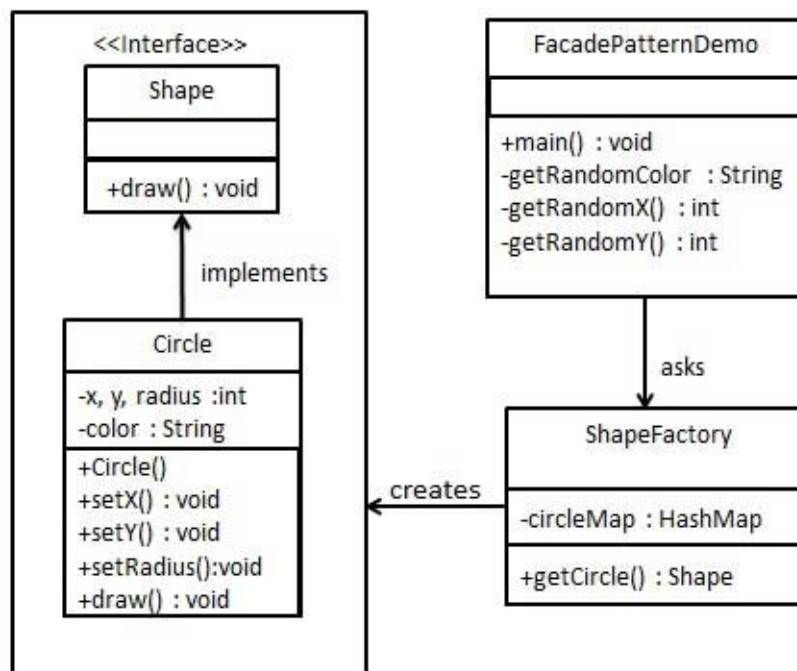 <<Interface>>
Shape
+draw() : void
implements
Circle
-x, y, radius :int
-color : String
+Circle()
+setX() : void
+setY() : void
+setRadius():void
+draw() : void
FacadePatternDemo
+main() : void
-getRandomColor : String
-getRandomX() : int
-getRandomY() : int
asks
ShapeFactory
-circleMap : HashMap
+getCircle() : Shape
creates